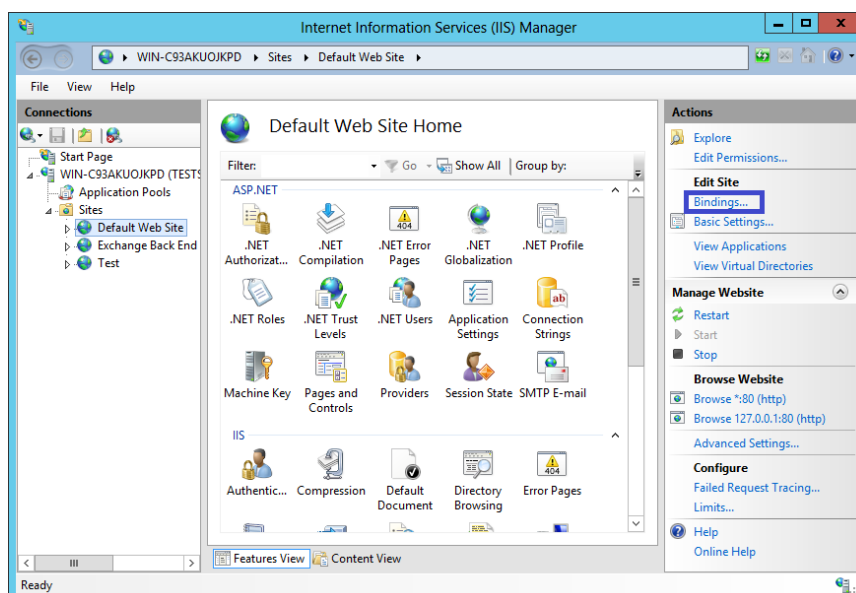 Internet Information Services (IIS) Manager
WIN-C93AKUOJKPD Sites Default Web Site
File View Help
Connections
Start Page
WIN-C93AKUOJKPD (TESTS
Application Pools
Sites
Default Web Site
Exchange Back End
Test
Default Web Site Home
Filter: Go Show All Group by:
ASP.NET
.NET Authorizat...
.NET Compilation
.NET Error Pages
.NET Globalization
.NET Profile
.NET Roles
.NET Trust Levels
.NET Users
Application Settings
Connection Strings
Machine Key
Pages and Controls
Providers
Session State
SMTP E-mail
IIS
Authentic...
Compression
Default Document
Directory Browsing
Error Pages
Features View Content View
Actions
Explore
Edit Permissions...
Edit Site
Bindings...
Basic Settings...
View Applications
View Virtual Directories
Manage Website
Restart
Start
Stop
Browse Website
Browse *:80 (http)
Browse 127.0.0.1:80 (http)
Advanced Settings...
Configure
Failed Request Tracing...
Limits...
Help
Online Help
Ready